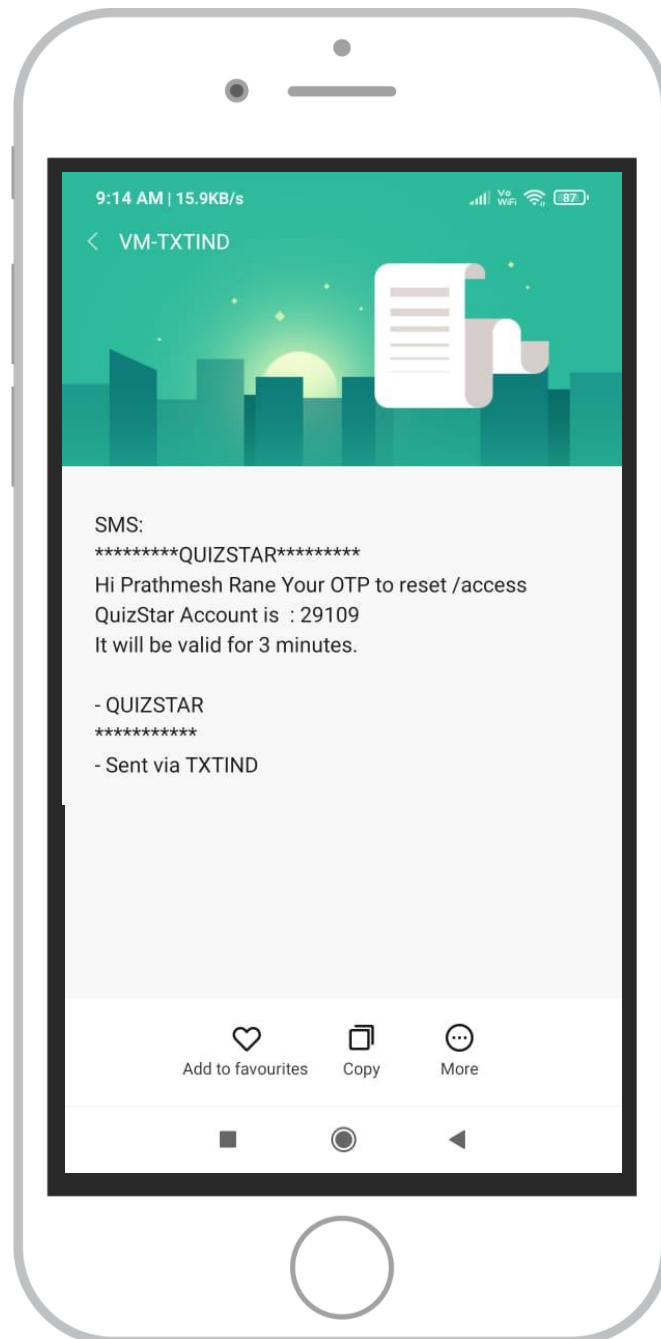 9:14 AM | 15.9KB/s Vo WiFi 87
VM-TXTIND
SMS:
*********QUIZSTAR*********
Hi Prathmesh Rane Your OTP to reset /access
QuizStar Account is  : 29109
It will be valid for 3 minutes.
- QUIZSTAR
***********
- Sent via TXTIND
Add to favourites Copy More